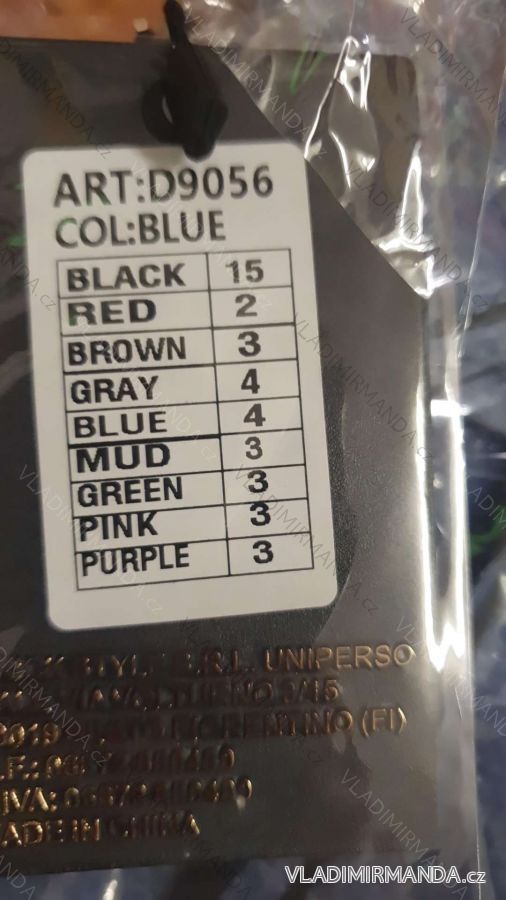 ART:D9056
COL:BLUE
BLACK 15
RED 2
BROWN 3
GRAY 4
BLUE 4
MUD 3
GREEN 3
PINK 3
PURPLE 3
UNIPERSO
(FI)
MADE IN CHINA
VLADIMIRMANDA.cz